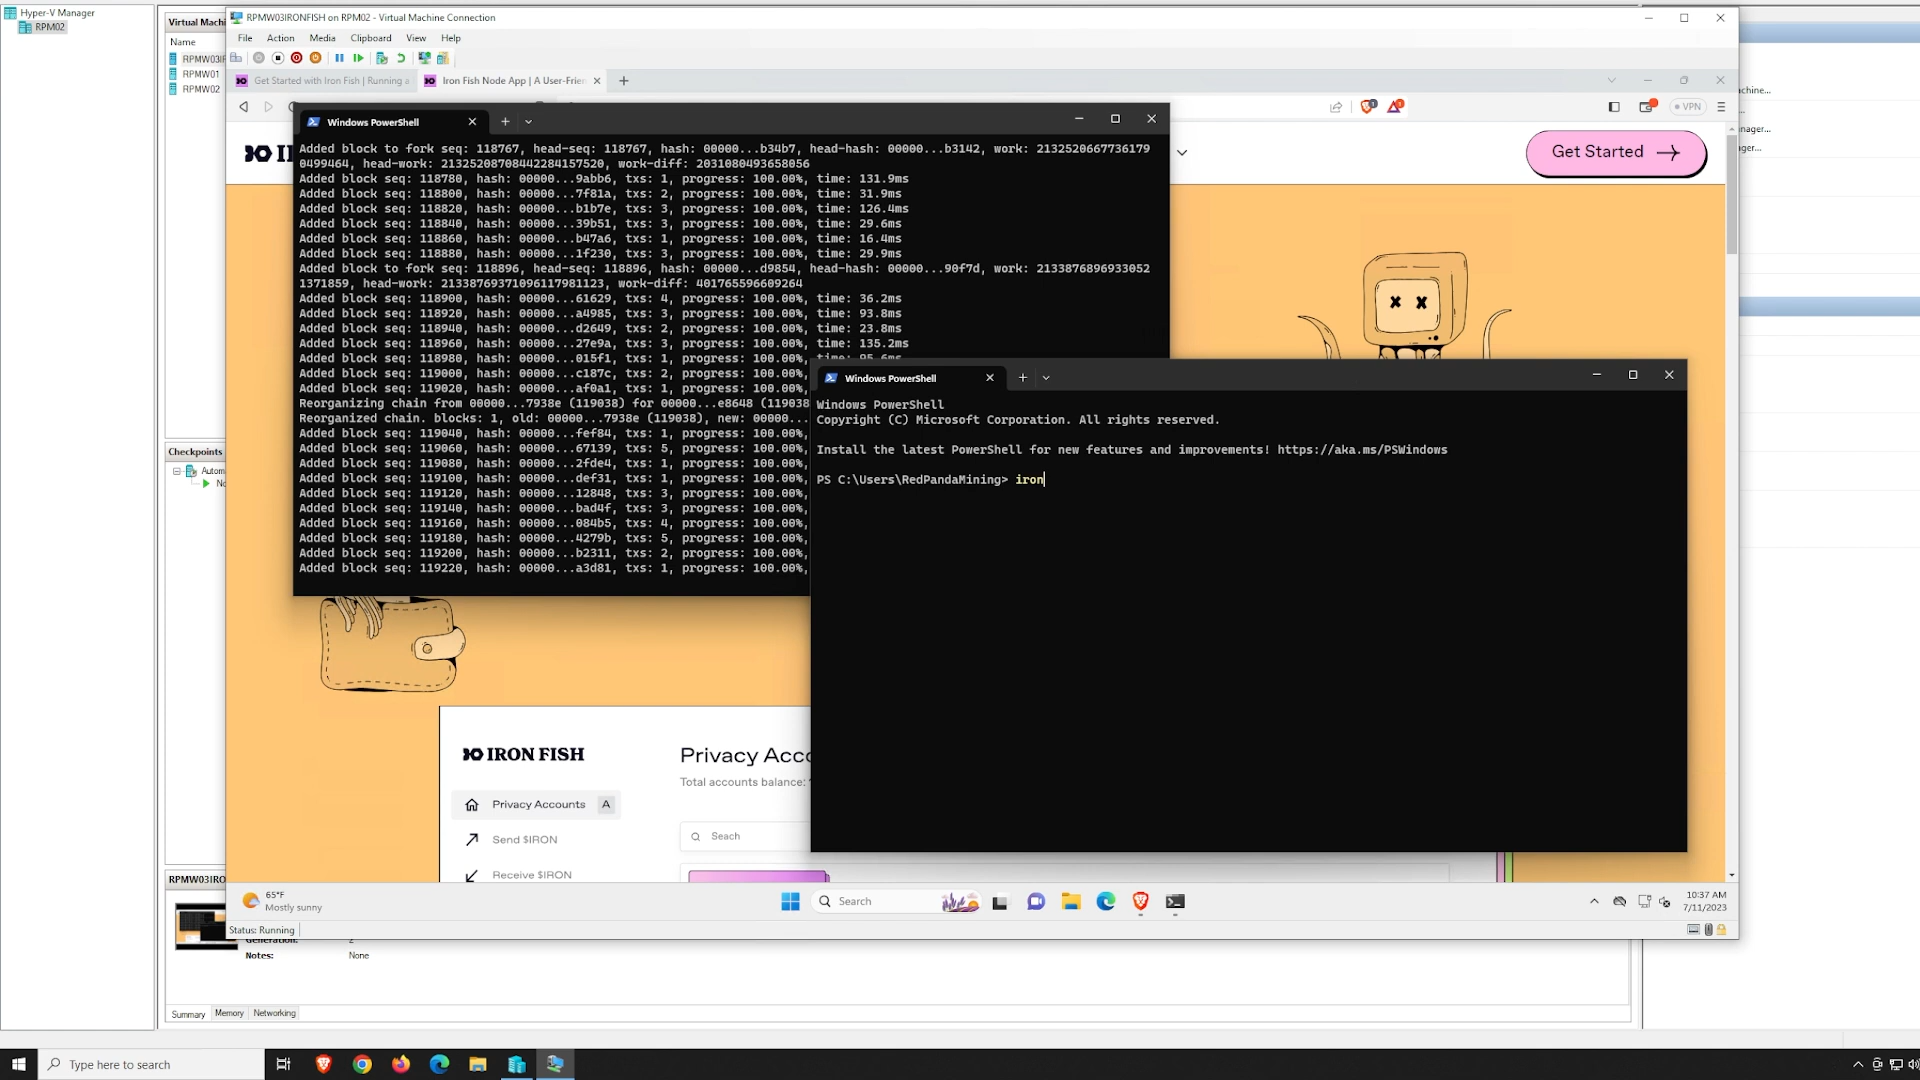 Hyper-V Manager
RPM02
Virtual Machi
Name
RPMW03IR
RPMW01
RPMW02
Checkpoints
Autom
RPMW03IRONFISH on RPM02 - Virtual Machine Connection
File Action Media Clipboard View Help
Get Started with Iron Fish | Running a
Iron Fish Node App | A User-Frien
VPN
Get Started
Windows PowerShell
Added block to fork seq: 118767, head-seq: 118767, hash: 00000...b34b7, head-hash: 00000...b3142, work: 2132520667736179
0499464, head-work: 21325208708442284157520, work-diff: 2031080493658056
Added block seq: 118780, hash: 00000...9abb6, txs: 1, progress: 100.00%, time: 131.9ms
Added block seq: 118800, hash: 00000...7f81a, txs: 2, progress: 100.00%, time: 31.9ms
Added block seq: 118820, hash: 00000...b1b7e, txs: 3, progress: 100.00%, time: 126.4ms
Added block seq: 118840, hash: 00000...39b51, txs: 3, progress: 100.00%, time: 29.6ms
Added block seq: 118860, hash: 00000...b47a6, txs: 1, progress: 100.00%, time: 16.4ms
Added block seq: 118880, hash: 00000...1f230, txs: 3, progress: 100.00%, time: 29.9ms
Added block to fork seq: 118896, head-seq: 118896, hash: 00000...d9854, head-hash: 00000...90f7d, work: 2133876896933052
1371859, head-work: 21338769371096117981123, work-diff: 401765596609264
Added block seq: 118900, hash: 00000...61629, txs: 4, progress: 100.00%, time: 36.2ms
Added block seq: 118920, hash: 00000...a4985, txs: 3, progress: 100.00%, time: 93.8ms
Added block seq: 118940, hash: 00000...d2649, txs: 2, progress: 100.00%, time: 23.8ms
Added block seq: 118960, hash: 00000...27e9a, txs: 3, progress: 100.00%, time: 135.2ms
Added block seq: 118980, hash: 00000...015f1, txs: 1, progress: 100.00%, time: 95.6ms
Added block seq: 119000, hash: 00000...c187c, txs: 2, progress: 100.00%,
Added block seq: 119020, hash: 00000...af0a1, txs: 1, progress: 100.00%,
Reorganizing chain from 00000...7938e (119038) for 00000...e8648 (119038
Reorganized chain. blocks: 1, old: 00000...7938e (119038), new: 00000...
Added block seq: 119040, hash: 00000...fef84, txs: 1, progress: 100.00%,
Added block seq: 119060, hash: 00000...67139, txs: 5, progress: 100.00%,
Added block seq: 119080, hash: 00000...2fde4, txs: 1, progress: 100.00%,
Added block seq: 119100, hash: 00000...def31, txs: 1, progress: 100.00%,
Added block seq: 119120, hash: 00000...12848, txs: 3, progress: 100.00%,
Added block seq: 119140, hash: 00000...bad4f, txs: 3, progress: 100.00%,
Added block seq: 119160, hash: 00000...084b5, txs: 4, progress: 100.00%,
Added block seq: 119180, hash: 00000...4279b, txs: 5, progress: 100.00%,
Added block seq: 119200, hash: 00000...b2311, txs: 2, progress: 100.00%,
Added block seq: 119220, hash: 00000...a3d81, txs: 1, progress: 100.00%,
Windows PowerShell
Windows PowerShell
Copyright (C) Microsoft Corporation. All rights reserved.
Install the latest PowerShell for new features and improvements! https://aka.ms/PSWindows
PS C:\Users\RedPandaMining> iron
IRON FISH
Privacy Accounts A
Send $IRON
Receive $IRON
Privacy Acco
Total accounts balance:
Seach
65°F
Mostly sunny
Search
10:37 AM
7/11/2023
Status: Running
RPMW03IRO
Generation: 2
Notes: None
Summary Memory Networking
achine...
anager...
ger...
Type here to search